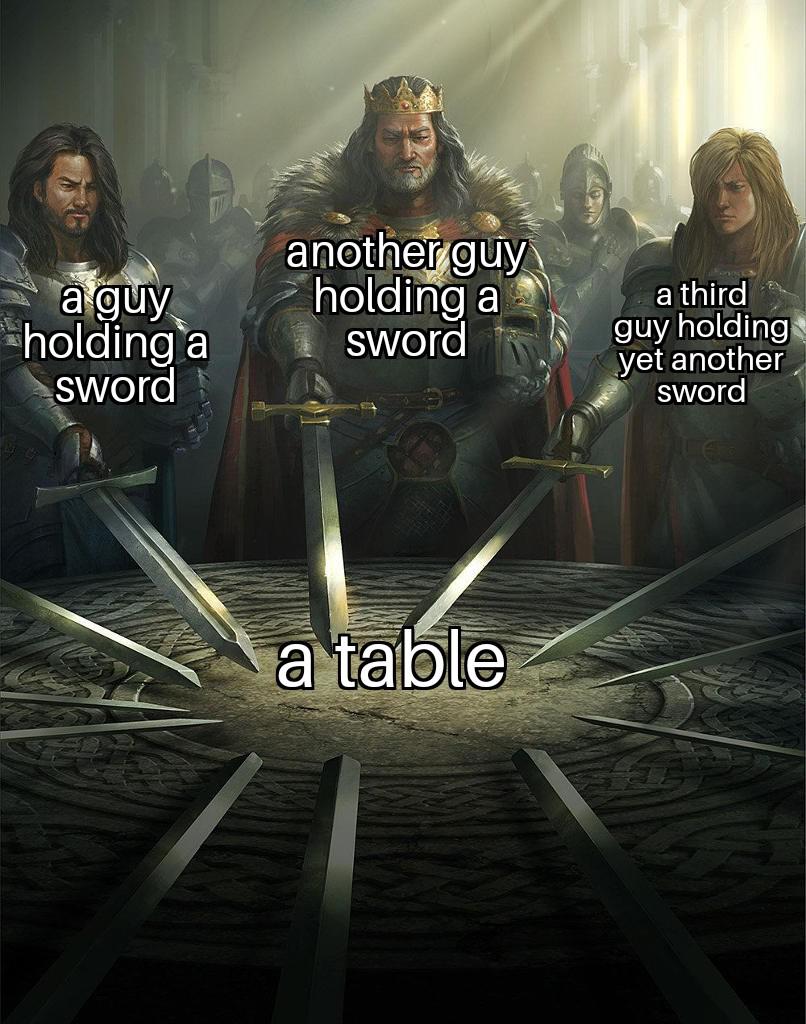 another guy
holding a
sword
a guy
holding a
sword
a third
guy holding
yet another
sword
a table